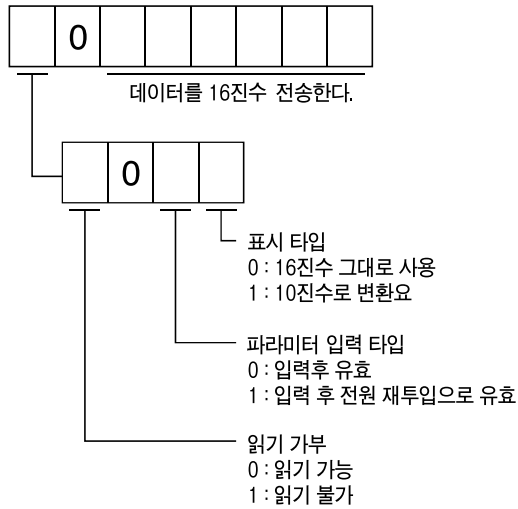 0
데이터를 16진수 전송한다.
0
표시 타입
0 : 16진수 그대로 사용
1 : 10진수로 변환요
파라미터 입력 타입
0 : 입력후 유효
1 : 입력 후 전원 재투입으로 유효
읽기 가부
0 : 읽기 가능
1 : 읽기 불가